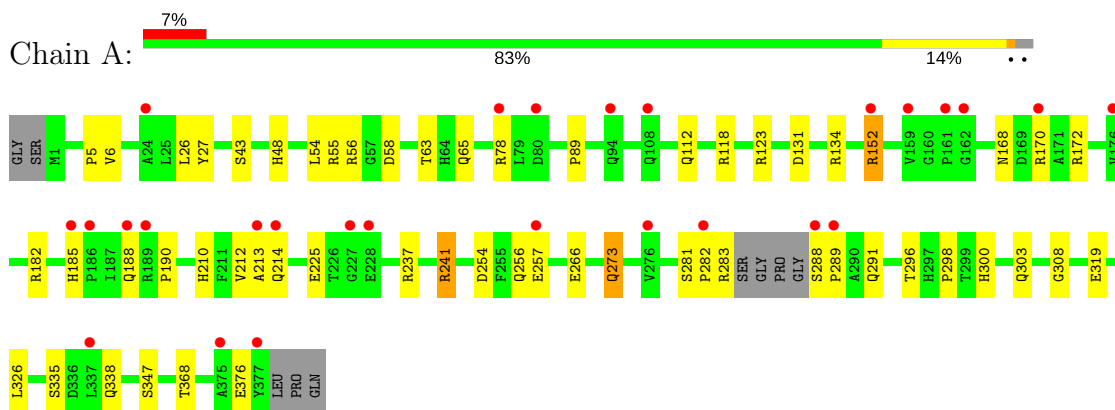 7%
Chain A:
83% 14% • •
GLY SER M1 P5 V6 A24 L25 L26 Y27 S43 H48 L54 R55 R56 G57 D58 T63 H64 Q65 R78 L79 D80 P89 Q94 Q108 Q112 R118 R123 D131 R134 R152 V159 G160 P161 G162 N168 D169 R170 A171 R172 V176
R182 H185 P186 I187 Q188 R189 P190 H210 F211 V212 A213 Q214 E225 T226 G227 E228 R237 R241 D254 F255 Q256 E257 E266 Q273 V276 S281 P282 R283 SER GLY PRO GLY S288 P289 A290 Q291 T296 H297 P298 T299 H300 Q303 G308 E319
L326 S335 D336 L337 Q338 S347 T368 A375 E376 Y377 LEU PRO GLN